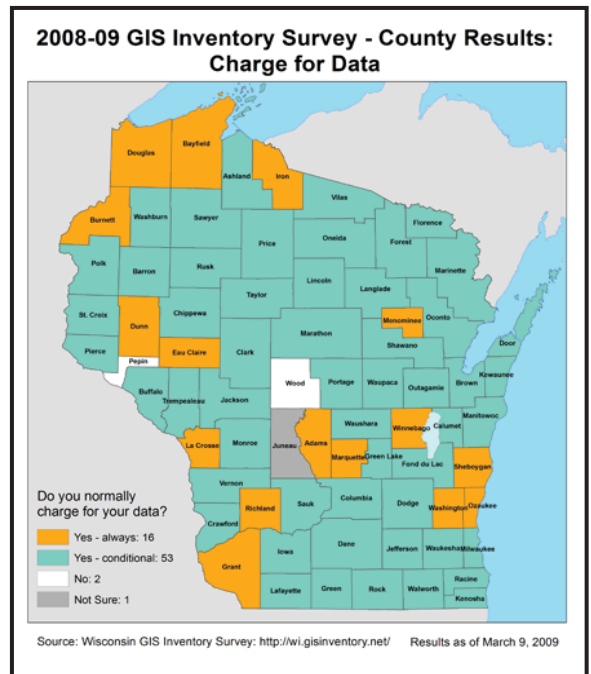 2008-09 GIS Inventory Survey - County Results:
Charge for Data
Douglas
Bayfield
Ashland
Iron
Vilas
Burnett
Washburn
Sawyer
Price
Oneida
Forest
Florence
Marinette
Polk
Barron
Rusk
Lincoln
Langlade
Taylor
St. Croix
Dunn
Chippewa
Menominee
Oconto
Marathon
Shawano
Door
Pierce
Pepin
Eau Claire
Clark
Kewaunee
Buffalo
Trempealeau
Jackson
Wood
Portage
Waupaca
Outagamie
Brown
Manitowoc
La Crosse
Monroe
Juneau
Adams
Waushara
Winnebago
Calumet
Marquette
Green Lake
Fond du Lac
Sheboygan
Vernon
Richland
Sauk
Columbia
Dodge
Washington
Ozaukee
Crawford
Grant
Iowa
Dane
Jefferson
Waukesha
Milwaukee
Lafayette
Green
Rock
Walworth
Racine
Kenosha
Do you normally
charge for your data?
Yes - always: 16
Yes - conditional: 53
No: 2
Not Sure: 1
Source: Wisconsin GIS Inventory Survey: http://wi.gisinventory.net/ Results as of March 9, 2009